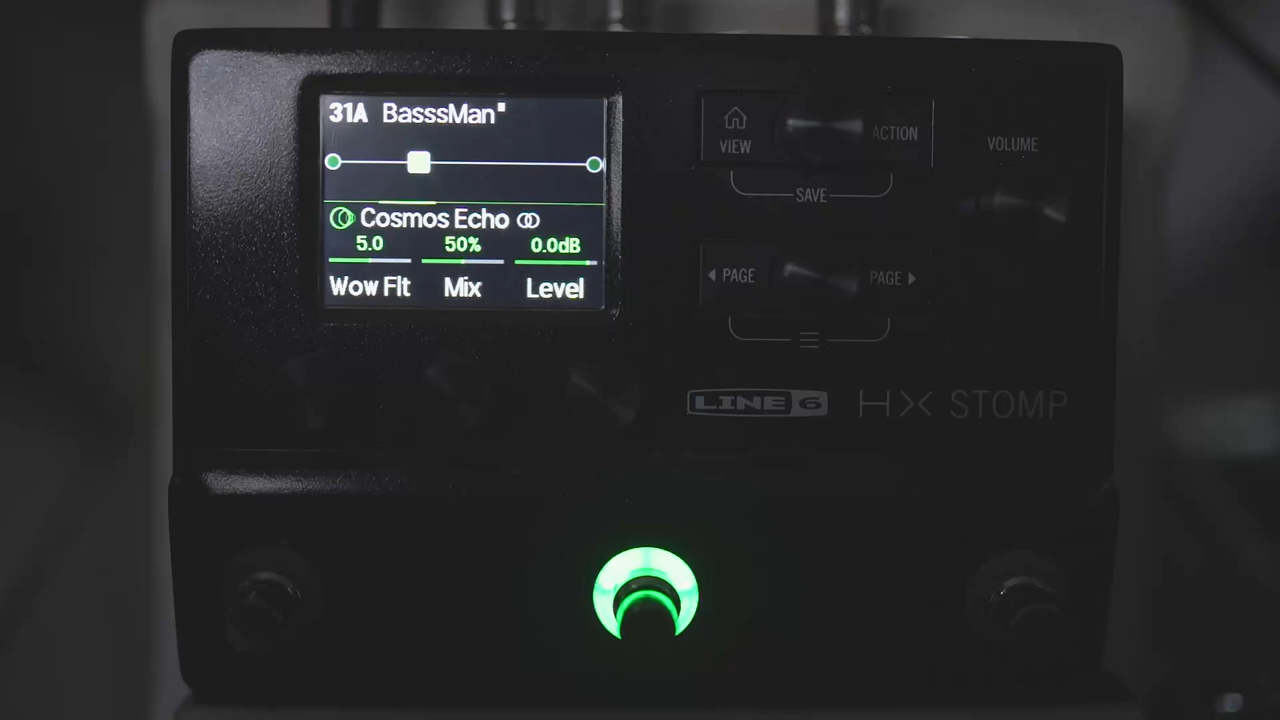 31A BasssMan
Cosmos Echo
5.0 50% 0.0dB
Wow Flt Mix Level
VIEW
ACTION
SAVE
VOLUME
PAGE
PAGE
LINE 6
HX STOMP